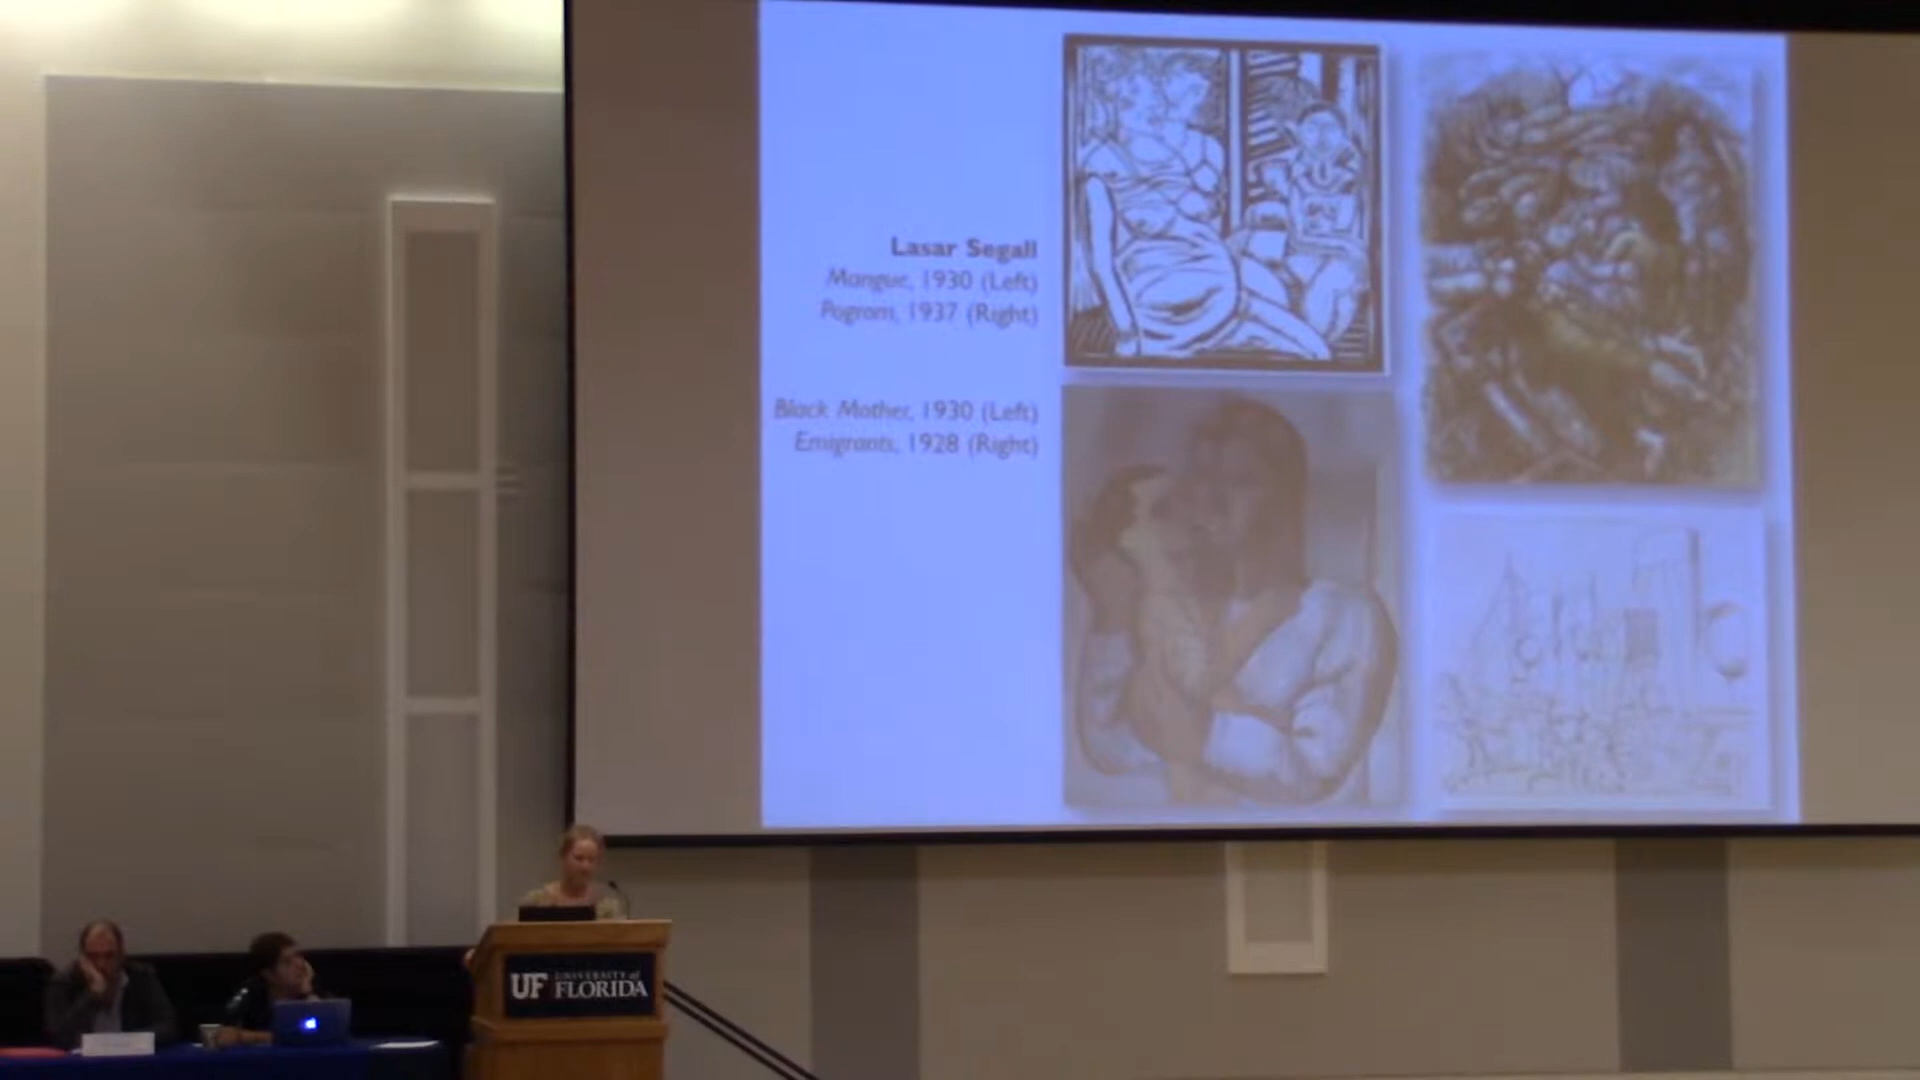 Lasar Segall
Mangue, 1930 (Left)
Pogrom, 1937 (Right)
Black Mother, 1930 (Left)
Emigrants, 1928 (Right)
UF UNIVERSITY of
FLORIDA